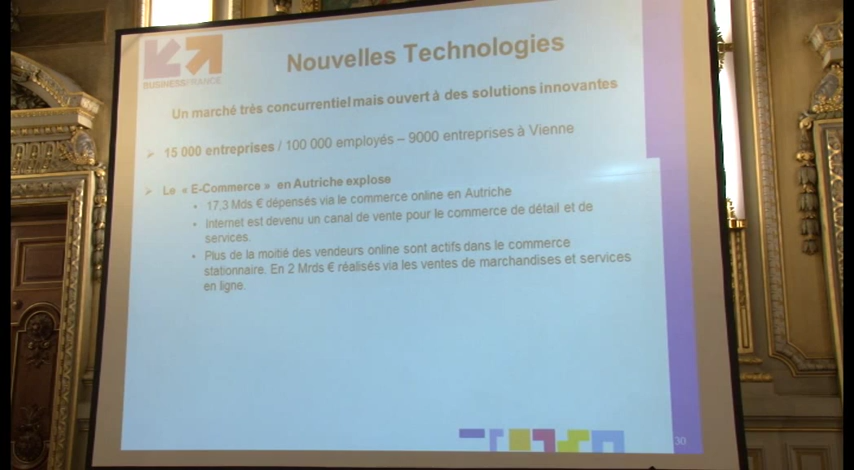 BUSINESSFRANCE
Nouvelles Technologies
Un marché très concurrentiel mais ouvert à des solutions innovantes
➢ 15 000 entreprises / 100 000 employés – 9000 entreprises à Vienne
➢ Le « E-Commerce » en Autriche explose
• 17,3 Mds € dépensés via le commerce online en Autriche
• Internet est devenu un canal de vente pour le commerce de détail et de
services.
• Plus de la moitié des vendeurs online sont actifs dans le commerce
stationnaire. En 2 Mrds € réalisés via les ventes de marchandises et services
en ligne.
30